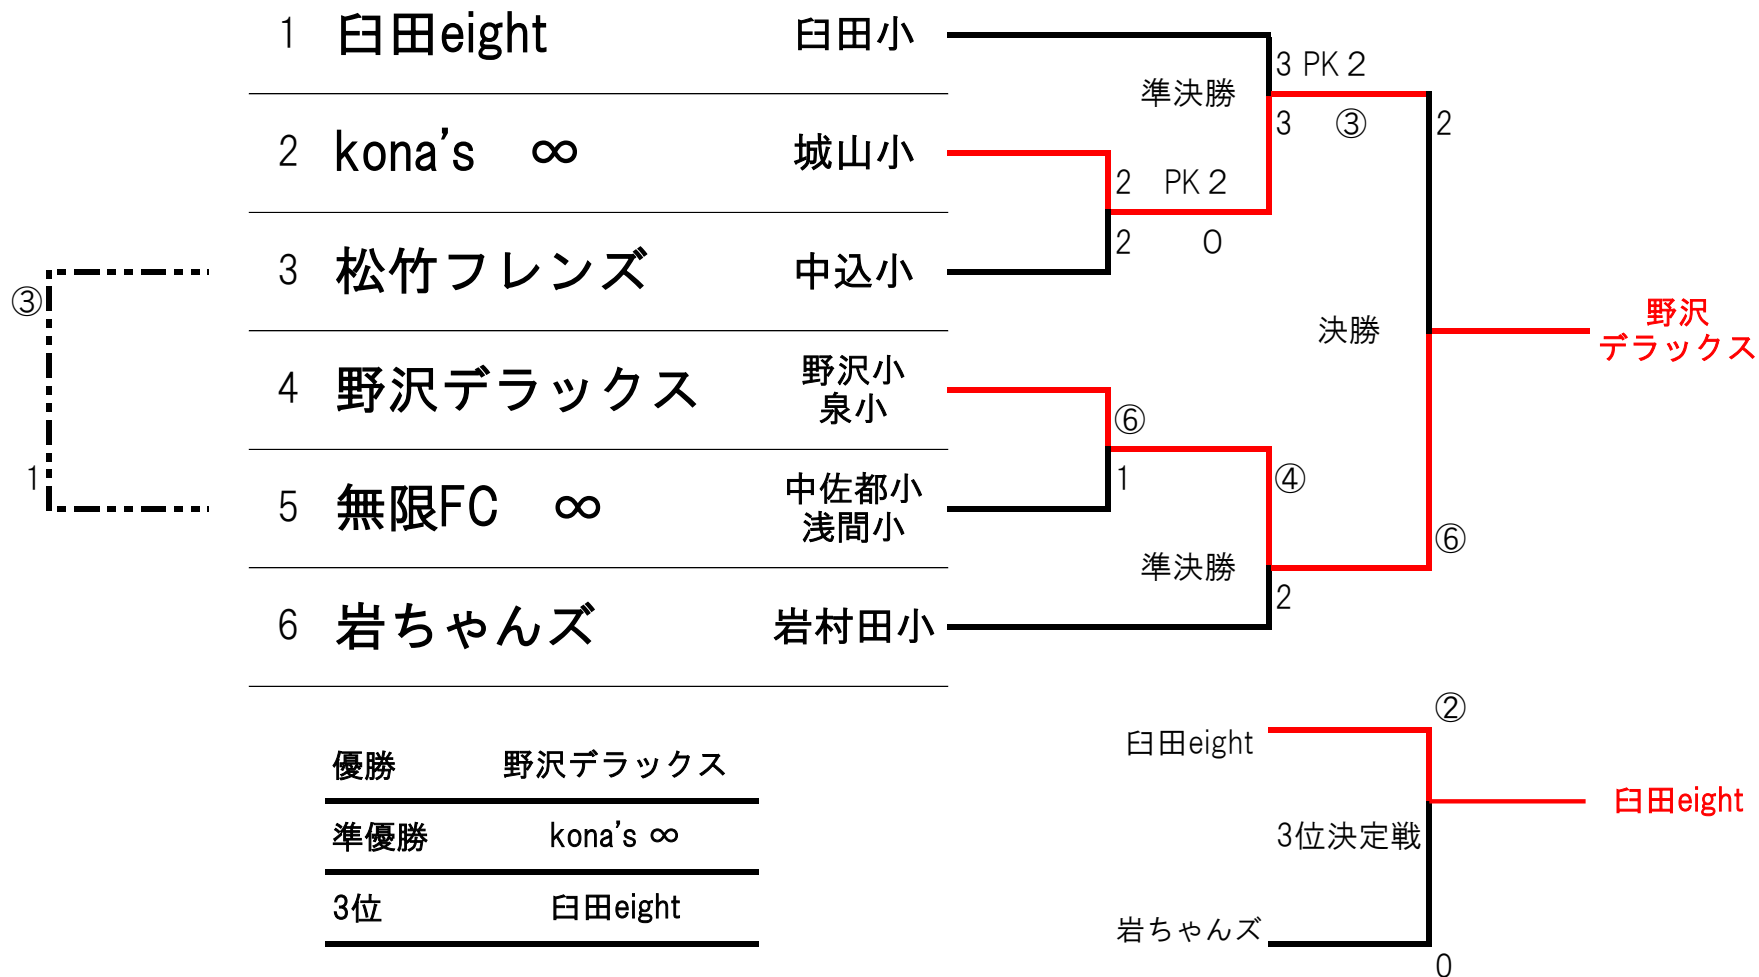 1 臼田eight 臼田小
3 PK 2
準決勝
2 kona's ∞ 城山小
3 ③
2
2 PK 2
2 0
3 松竹フレンズ 中込小
③
決勝
野沢
デラックス
4 野沢デラックス 野沢小
泉小
⑥
1
1
④
5 無限FC ∞ 中佐都小
浅間小
⑥
準決勝
2
6 岩ちゃんズ 岩村田小
②
臼田eight
臼田eight
3位決定戦
岩ちゃんズ
0
優勝 野沢デラックス
準優勝 kona's ∞
3位 臼田eight